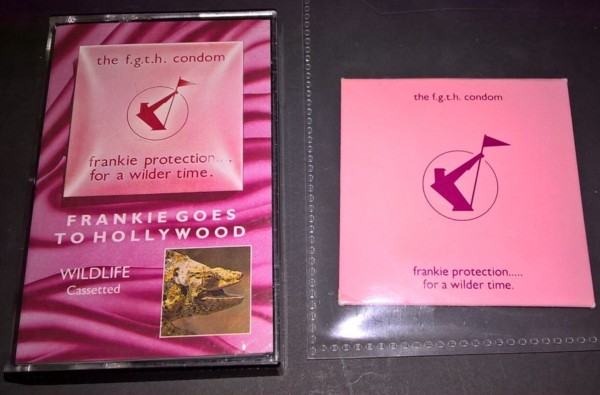 the f.g.t.h. condom
frankie protection...
for a wilder time.
FRANKIE GOES
TO HOLLYWOOD
WILDLIFE
Cassetted
the f.g.t.h. condom
frankie protection.....
for a wilder time.